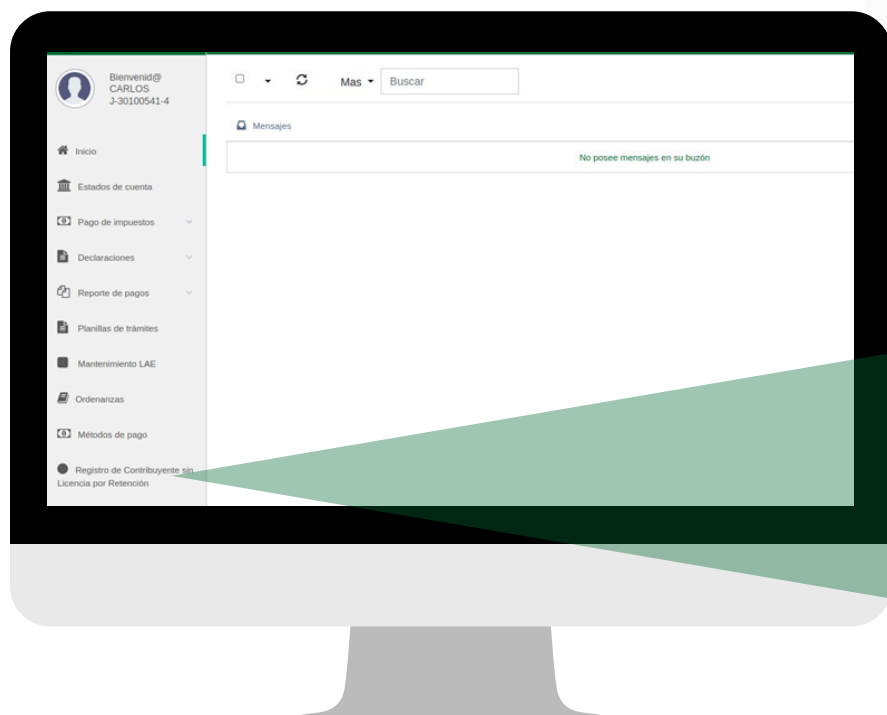 Bienvenid@
CARLOS
J-30100541-4
Mas
Buscar
Mensajes
No posee mensajes en su buzón
Inicio
Estados de cuenta
Pago de impuestos
Declaraciones
Reporte de pagos
Planillas de trámites
Mantenimiento LAE
Ordenanzas
Métodos de pago
Registro de Contribuyente sin
Licencia por Retención